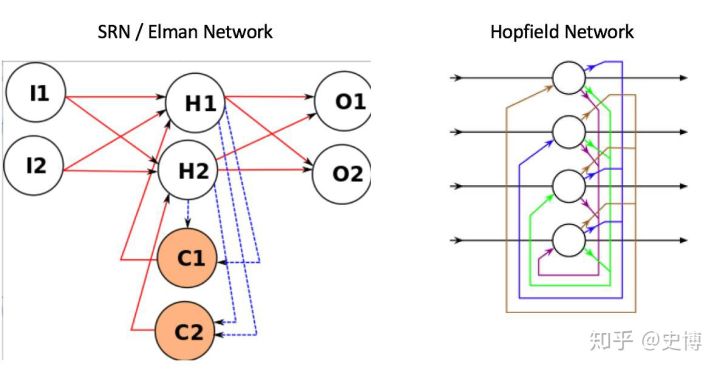 SRN / Elman Network
Hopfield Network
I1
H1
O1
I2
H2
O2
C1
C2
知乎 @史博